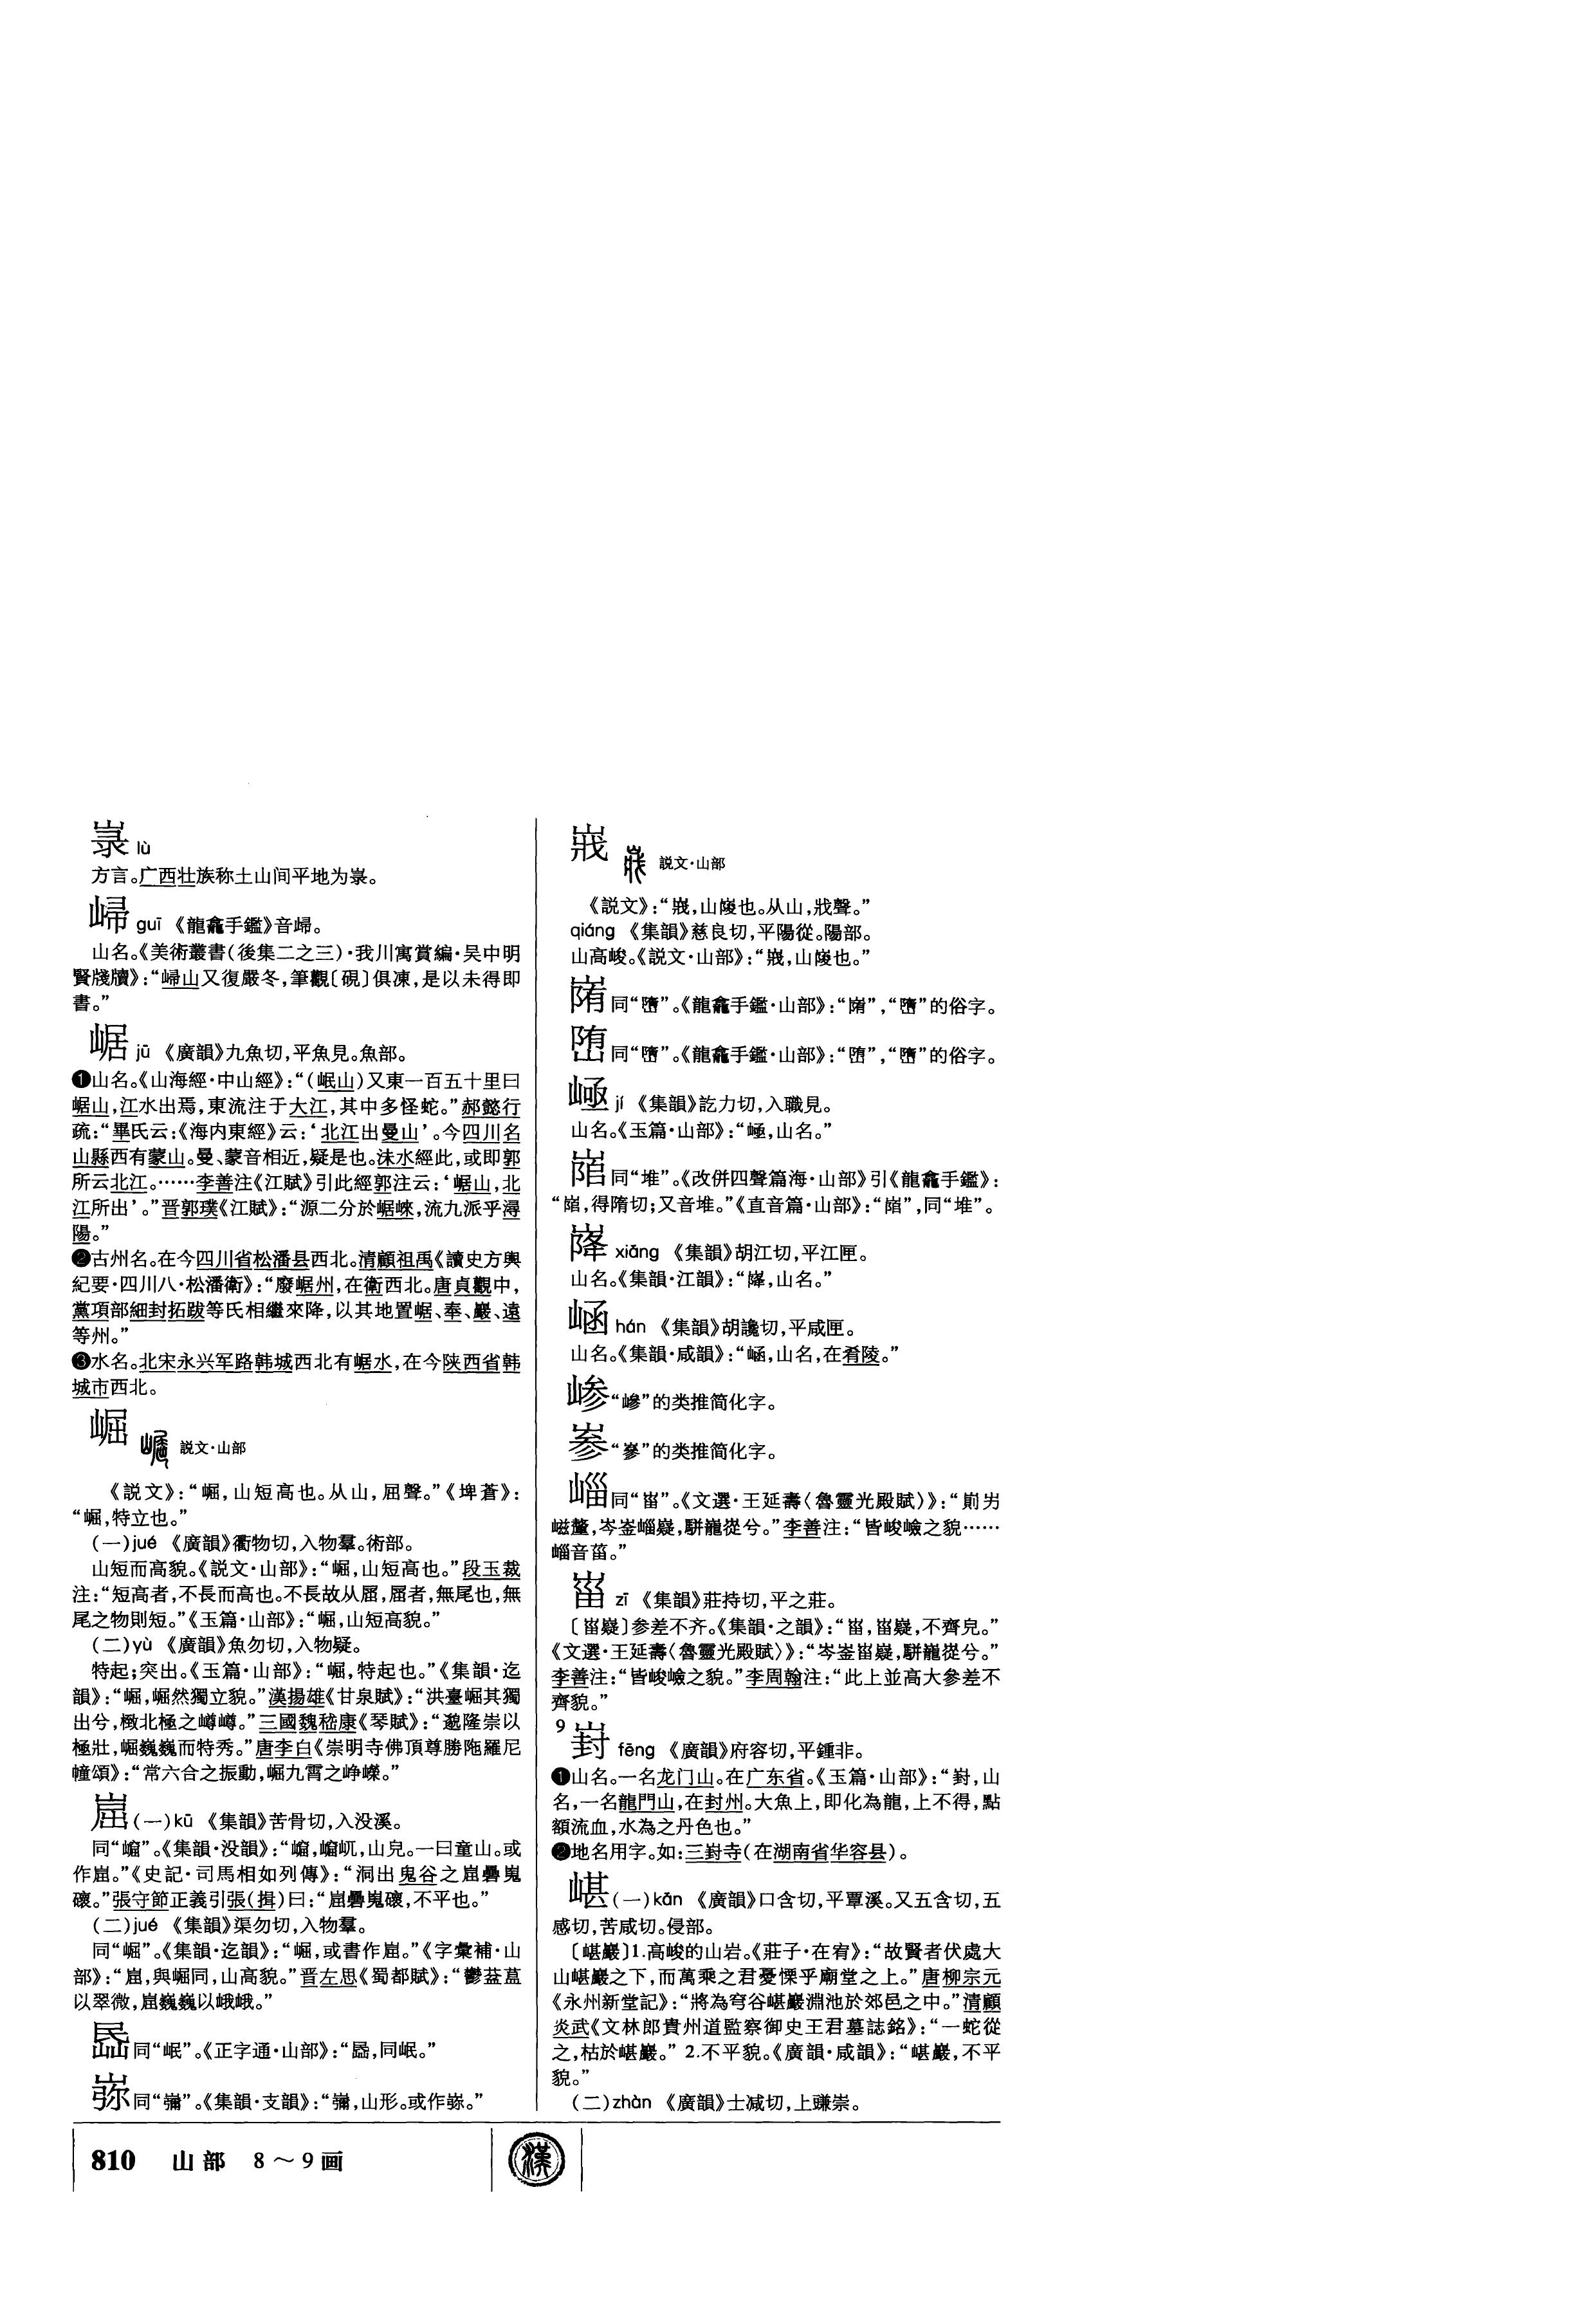 lù
方言。广西壮族称土山间平地为㟤。
guī 《龍龕手鑑》音歸。
山名。《美術叢書(後集二之三)·我川寓賞編·吴中明
賢牋牘》:“㟸山又復嚴冬,筆觀〔硯〕俱凍,是以未得即
書。”
崌 jū 《廣韻》九魚切,平魚見。魚部。
❶山名。《山海經·中山經》:“(岷山)又東一百五十里曰
崌山,江水出焉,東流注于大江,其中多怪蛇。”郝懿行
疏:“畢氏云:《海内東經》云:‘北江出曼山’。今四川名
山縣西有蒙山。曼、蒙音相近,疑是也。沬水經此,或即郭
所云北江。……李善注《江賦》引此經郭注云:‘崌山,北
江所出’。”晋郭璞《江賦》:“源二分於崌崍,流九派乎潯
陽。”
❷古州名。在今四川省松潘县西北。清顧祖禹《讀史方輿
紀要·四川八·松潘衛》:“廢崌州,在衛西北。唐貞觀中,
黨項部細封拓跋等氏相繼來降,以其地置崌、奉、巖、遠
等州。”
❸水名。北宋永兴军路韩城西北有崌水,在今陕西省韩
城市西北。
崛 説文·山部
《説文》:“崛,山短高也。从山,屈聲。”《埤蒼》:
“崛,特立也。”
(一)jué 《廣韻》衢物切,入物羣。術部。
山短而高貌。《説文·山部》:“崛,山短高也。”段玉裁
注:“短高者,不長而高也。不長故从屈,屈者,無尾也,無
尾之物則短。”《玉篇·山部》:“崛,山短高貌。”
(二)yù 《廣韻》魚勿切,入物疑。
特起;突出。《玉篇·山部》:“崛,特起也。”《集韻·迄
韻》:“崛,崛然獨立貌。”漢揚雄《甘泉賦》:“洪臺崛其獨
出兮,㨖北極之嶟嶟。”三國魏嵇康《琴賦》:“邈隆崇以
極壯,崛巍巍而特秀。”唐李白《崇明寺佛頂尊勝陁羅尼
幢頌》:“常六合之振動,崛九霄之峥嶸。”
崫 (一)kū 《集韻》苦骨切,入没溪。
同“㟮”。《集韻·没韻》:“㟮,㟮屼,山皃。一曰童山。或
作崫。”《史記·司馬相如列傳》:“洞出鬼谷之崫礨嵬
磈。”張守節正義引張(揖)曰:“崫礨嵬磈,不平也。”
(二)jué 《集韻》渠勿切,入物羣。
同“崛”。《集韻·迄韻》:“崛,或書作崫。”《字彙補·山
部》:“崫,與崛同,山高貌。”晋左思《蜀都賦》:“鬱葐蒀
以翠微,崫巍巍以峨峨。”
同“岷”。《正字通·山部》:“㟭,同岷。”
同“㠧”。《集韻·支韻》:“㠧,山形。或作㟜。”
説文·山部
《説文》:“㟩,山㕙也。从山,戕聲。”
qiáng 《集韻》慈良切,平陽從。陽部。
山高峻。《説文·山部》:“㟩,山陖也。”
同“墮”。《龍龕手鑑·山部》:“㟎”,“墮”的俗字。
同“墮”。《龍龕手鑑·山部》:“堕”,“墮”的俗字。
jí 《集韻》訖力切,入職見。
山名。《玉篇·山部》:“㠎,山名。”
同“堆”。《改併四聲篇海·山部》引《龍龕手鑑》:
“㟋,得隋切;又音堆。”《直音篇·山部》:“㟋”,同“堆”。
xiǎng 《集韻》胡江切,平江匣。
山名。《集韻·江韻》:“㟄,山名。”
hán 《集韻》胡讒切,平咸匣。
山名。《集韻·咸韻》:“㟏,山名,在肴陵。”
“嵾”的类推简化字。
“嵺”的类推简化字。
崰 同“崰”。《文選·王延壽〈魯靈光殿賦〉》:“崱屴
嵫釐,岑崟崰嶷,駢巃嵸兮。”李善注:“皆峻嶮之貌……
崰音菑。”
zī 《集韻》莊持切,平之莊。
〔崰嶷〕参差不齐。《集韻·之韻》:“崰,崰嶷,不齊皃。”
《文選·王延壽〈魯靈光殿賦〉》:“岑崟崰嶷,駢巃嵸兮。”
李善注:“皆峻嶮之貌。”李周翰注:“此上並高大參差不
齊貌。”
9 崶 fēng 《廣韻》府容切,平鍾非。
❶山名。一名龙门山。在广东省。《玉篇·山部》:“崶,山
名,一名龍門山,在封州。大魚上,即化為龍,上不得,點
額流血,水為之丹色也。”
❷地名用字。如:三崶寺(在湖南省华容县)。
嵁 (一)kān 《廣韻》口含切,平覃溪。又五含切,五
感切,苦咸切。侵部。
〔嵁巖〕1.高峻的山岩。《莊子·在宥》:“故賢者伏處大
山嵁巖之下,而萬乘之君憂慄乎廟堂之上。”唐柳宗元
《永州新堂記》:“將為穹谷嵁巖淵池於郊邑之中。”清顧
炎武《文林郎貴州道監察御史王君墓誌銘》:“一蛇從
之,枯於嵁巖。” 2.不平貌。《廣韻·咸韻》:“嵁巖,不平
貌。”
(二)zhàn 《廣韻》士减切,上豏崇。
810 山部 8～9画
漢